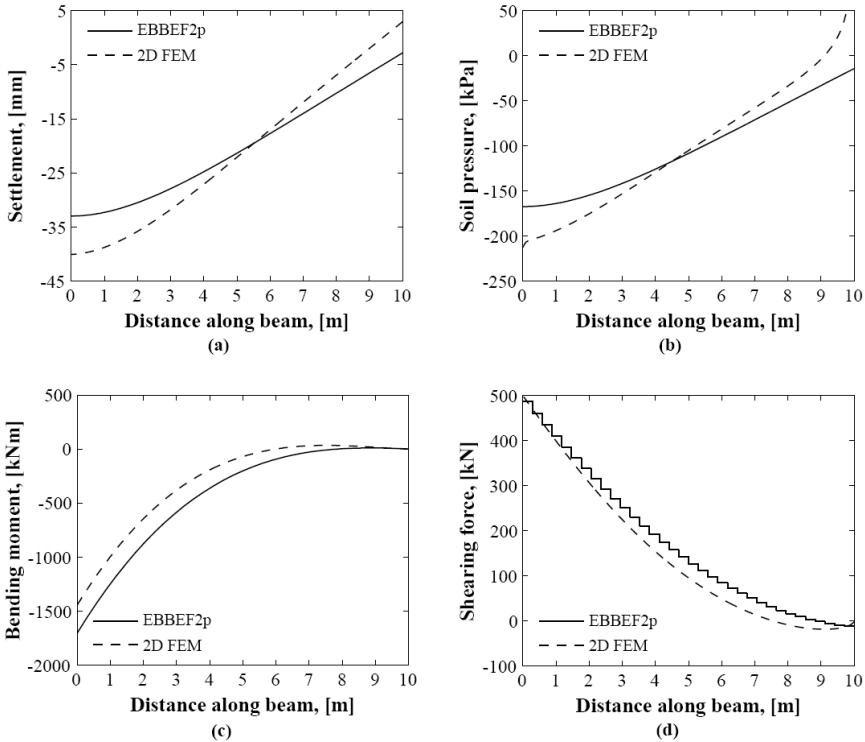 EBBEF2p
2D FEM
5
-5
-15
-25
-35
-45
Settlement, [mm]
0 1 2 3 4 5 6 7 8 9 10
Distance along beam, [m]
(a)
EBBEF2p
2D FEM
50
0
-50
-100
-150
-200
-250
Soil pressure, [kPa]
0 1 2 3 4 5 6 7 8 9 10
Distance along beam, [m]
(b)
500
0
-500
-1000
-1500
-2000
Bending moment, [kNm]
EBBEF2p
2D FEM
0 1 2 3 4 5 6 7 8 9 10
Distance along beam, [m]
(c)
500
400
300
200
100
0
-100
Shearing force, [kN]
EBBEF2p
2D FEM
0 1 2 3 4 5 6 7 8 9 10
Distance along beam, [m]
(d)